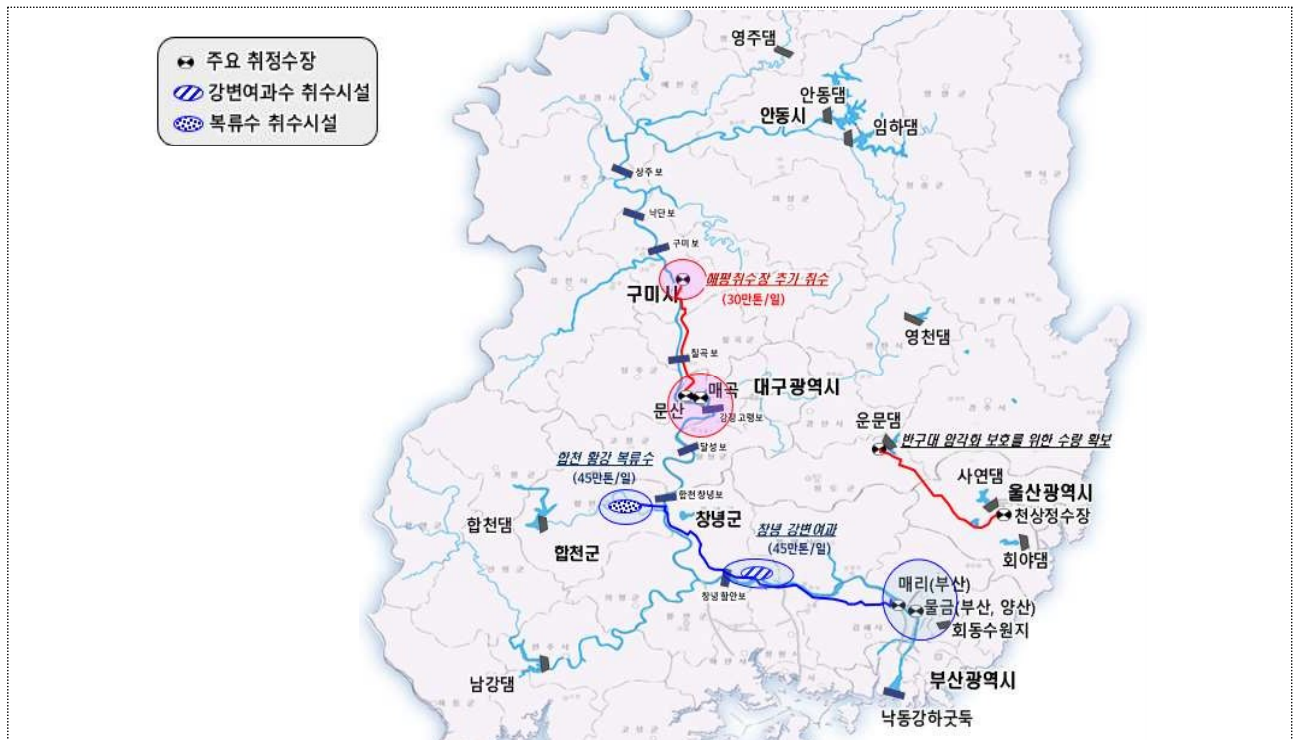 주요 취정수장
강변여과수 취수시설
복류수 취수시설
영주댐
안동댐
안동시
임하댐
상주보
낙단보
구미보
해평취수장 추가 취수
(30만톤/일)
구미시
영천댐
칠곡보
매곡
대구광역시
문산
강정고령보
운문댐
반구대 암각화 보호를 위한 수량 확보
달성보
합천 황강 복류수
(45만톤/일)
사연댐
울산광역시
합천창녕보
천상정수장
창녕군
합천댐
창녕 강변여과
(45만톤/일)
합천군
회야댐
매리(부산)
창녕함안보
물금(부산, 양산)
회동수원지
남강댐
부산광역시
낙동강하굿둑